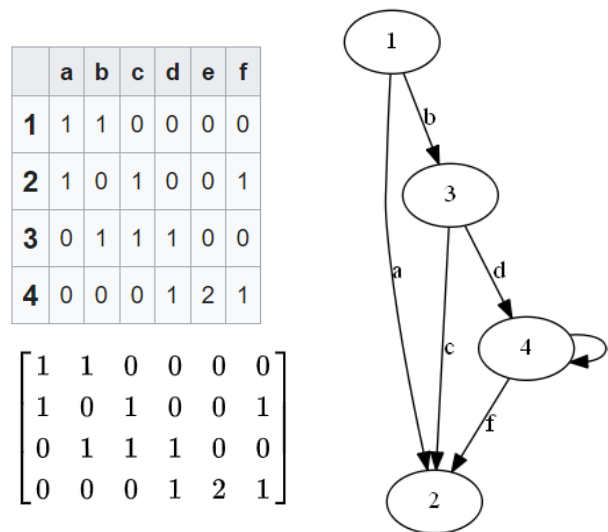 a b c d e f
1 1 1 0 0 0 0
2 1 0 1 0 0 1
3 0 1 1 1 0 0
4 0 0 0 1 2 1
1 1 0 0 0 0
1 0 1 0 0 1
0 1 1 1 0 0
0 0 0 1 2 1
1
b
3
a
d
c
4
f
2